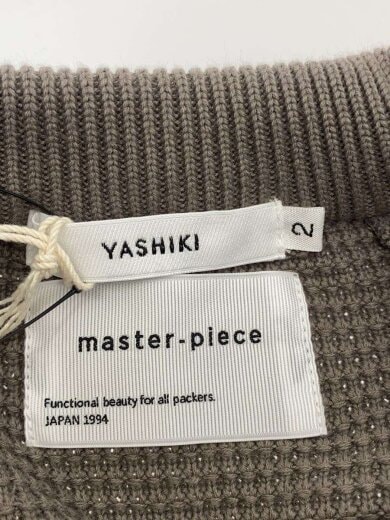 YASHIKI
2
master-piece
Functional beauty for all packers.
JAPAN 1994